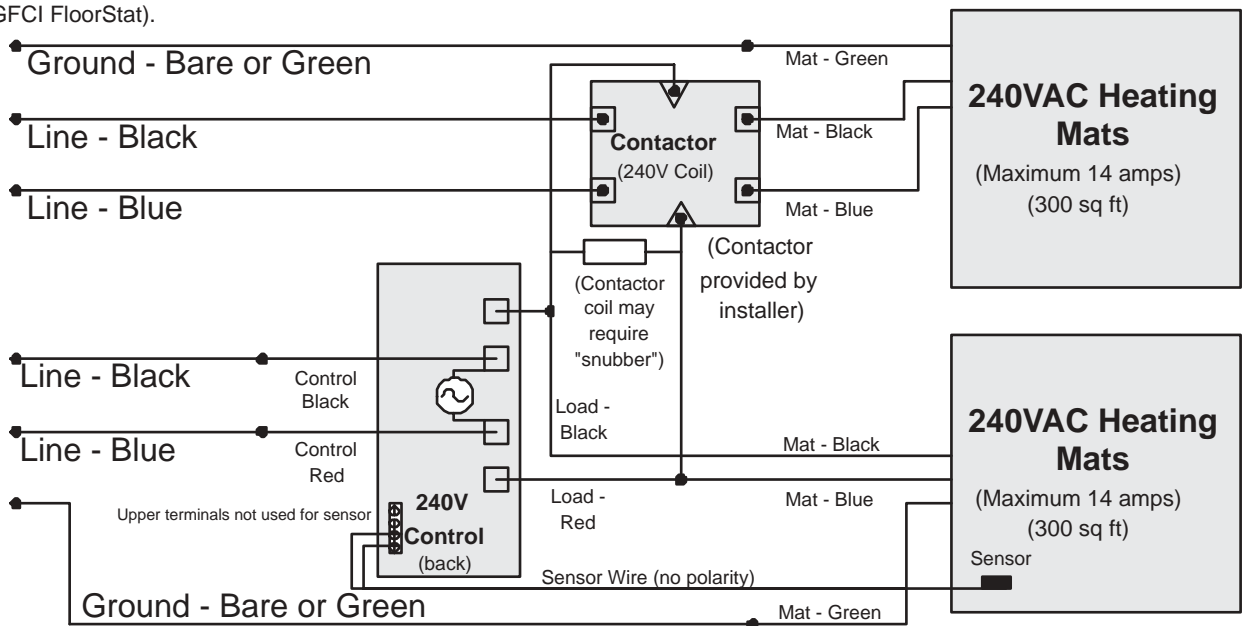 GFCI FloorStat).
Ground - Bare or Green
Mat - Green
240VAC Heating
Mats
(Maximum 14 amps)
(300 sq ft)
Line - Black
Contactor
(240V Coil)
Mat - Black
Line - Blue
Mat - Blue
(Contactor
provided by
installer)
(Contactor
coil may
require
"snubber")
Line - Black
Control
Black
Load -
Black
Line - Blue
Control
Red
Mat - Black
240VAC Heating
Mats
(Maximum 14 amps)
(300 sq ft)
Load -
Red
Mat - Blue
Upper terminals not used for sensor
240V
Control
(back)
Sensor
Sensor Wire (no polarity)
Ground - Bare or Green
Mat - Green